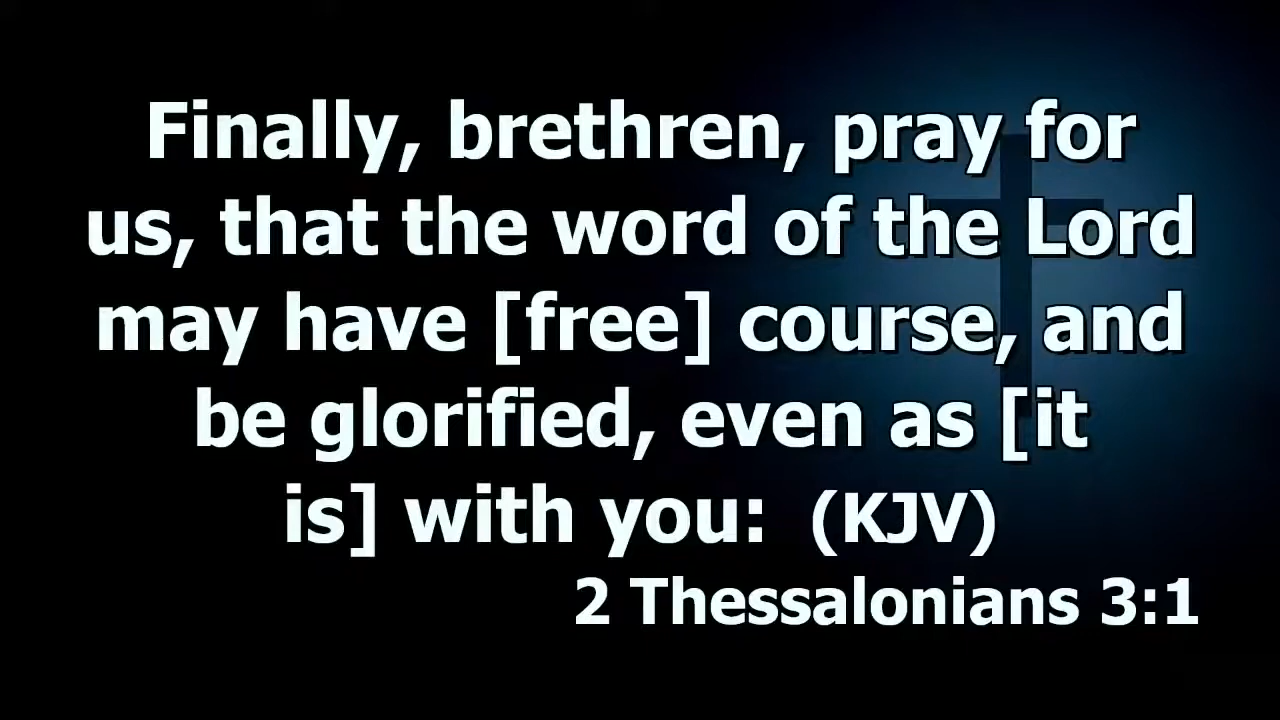 Finally, brethren, pray for
us, that the word of the Lord
may have [free] course, and
be glorified, even as [it
is] with you: (KJV)
2 Thessalonians 3:1